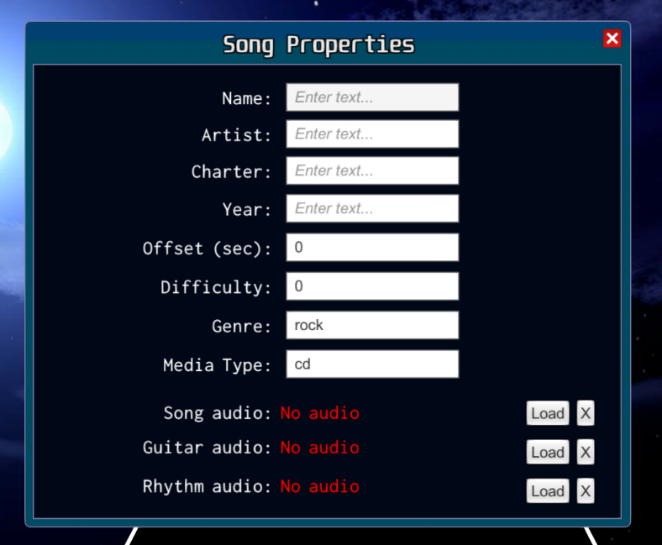 Song Properties
X
Name: Enter text...
Artist: Enter text...
Charter: Enter text...
Year: Enter text...
Offset (sec): 0
Difficulty: 0
Genre: rock
Media Type: cd
Song audio: No audio Load X
Guitar audio: No audio Load X
Rhythm audio: No audio Load X